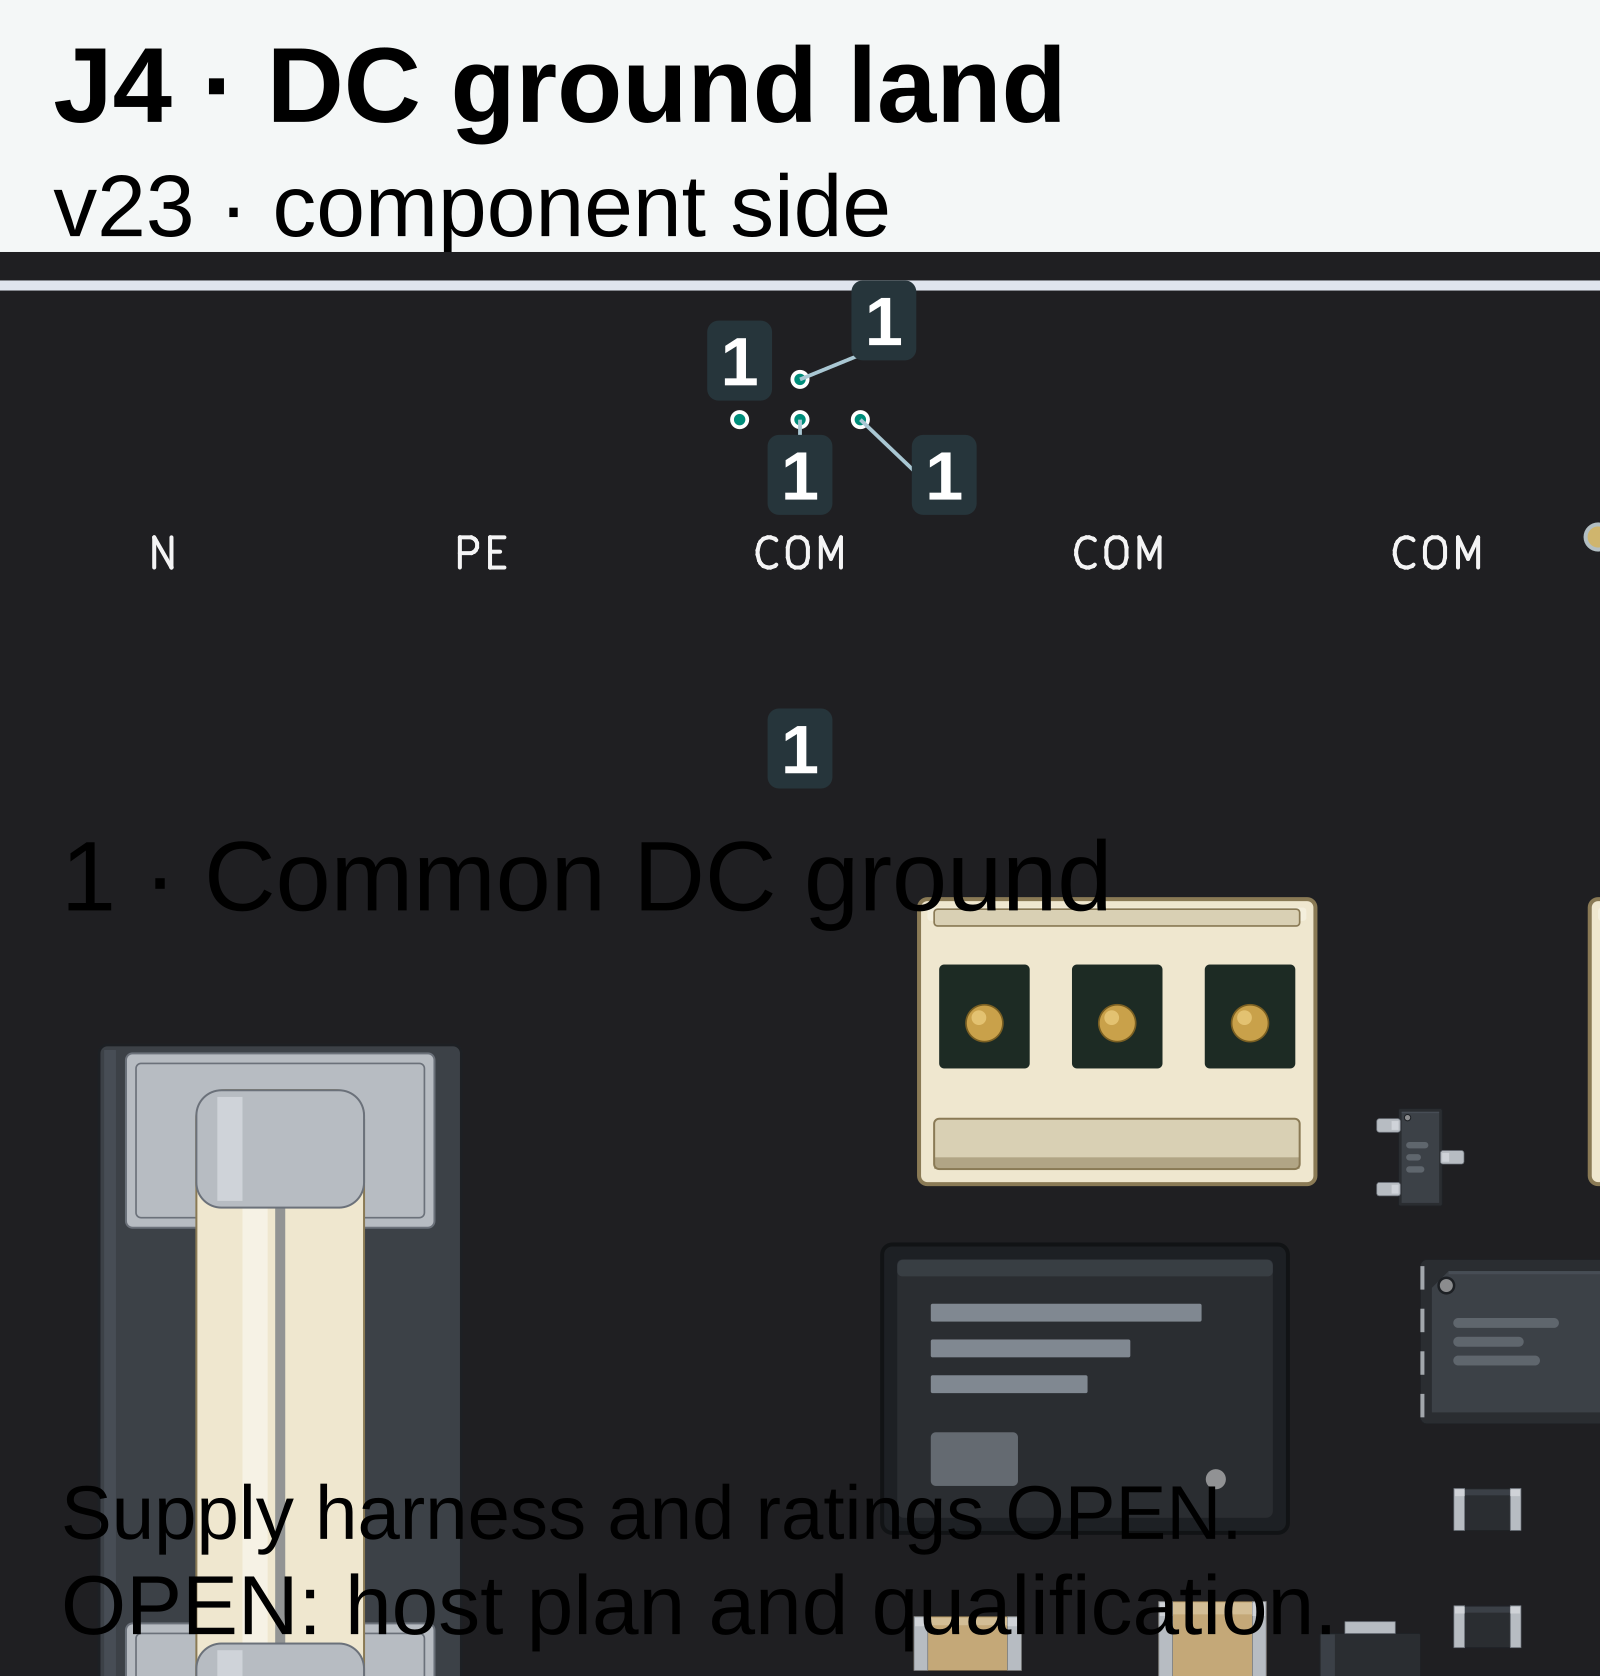 J4 · DC ground land
v23 · component side
1
1
1 1
N PE COM COM COM
1
1 · Common DC ground
Supply harness and ratings OPEN.
OPEN: host plan and qualification.